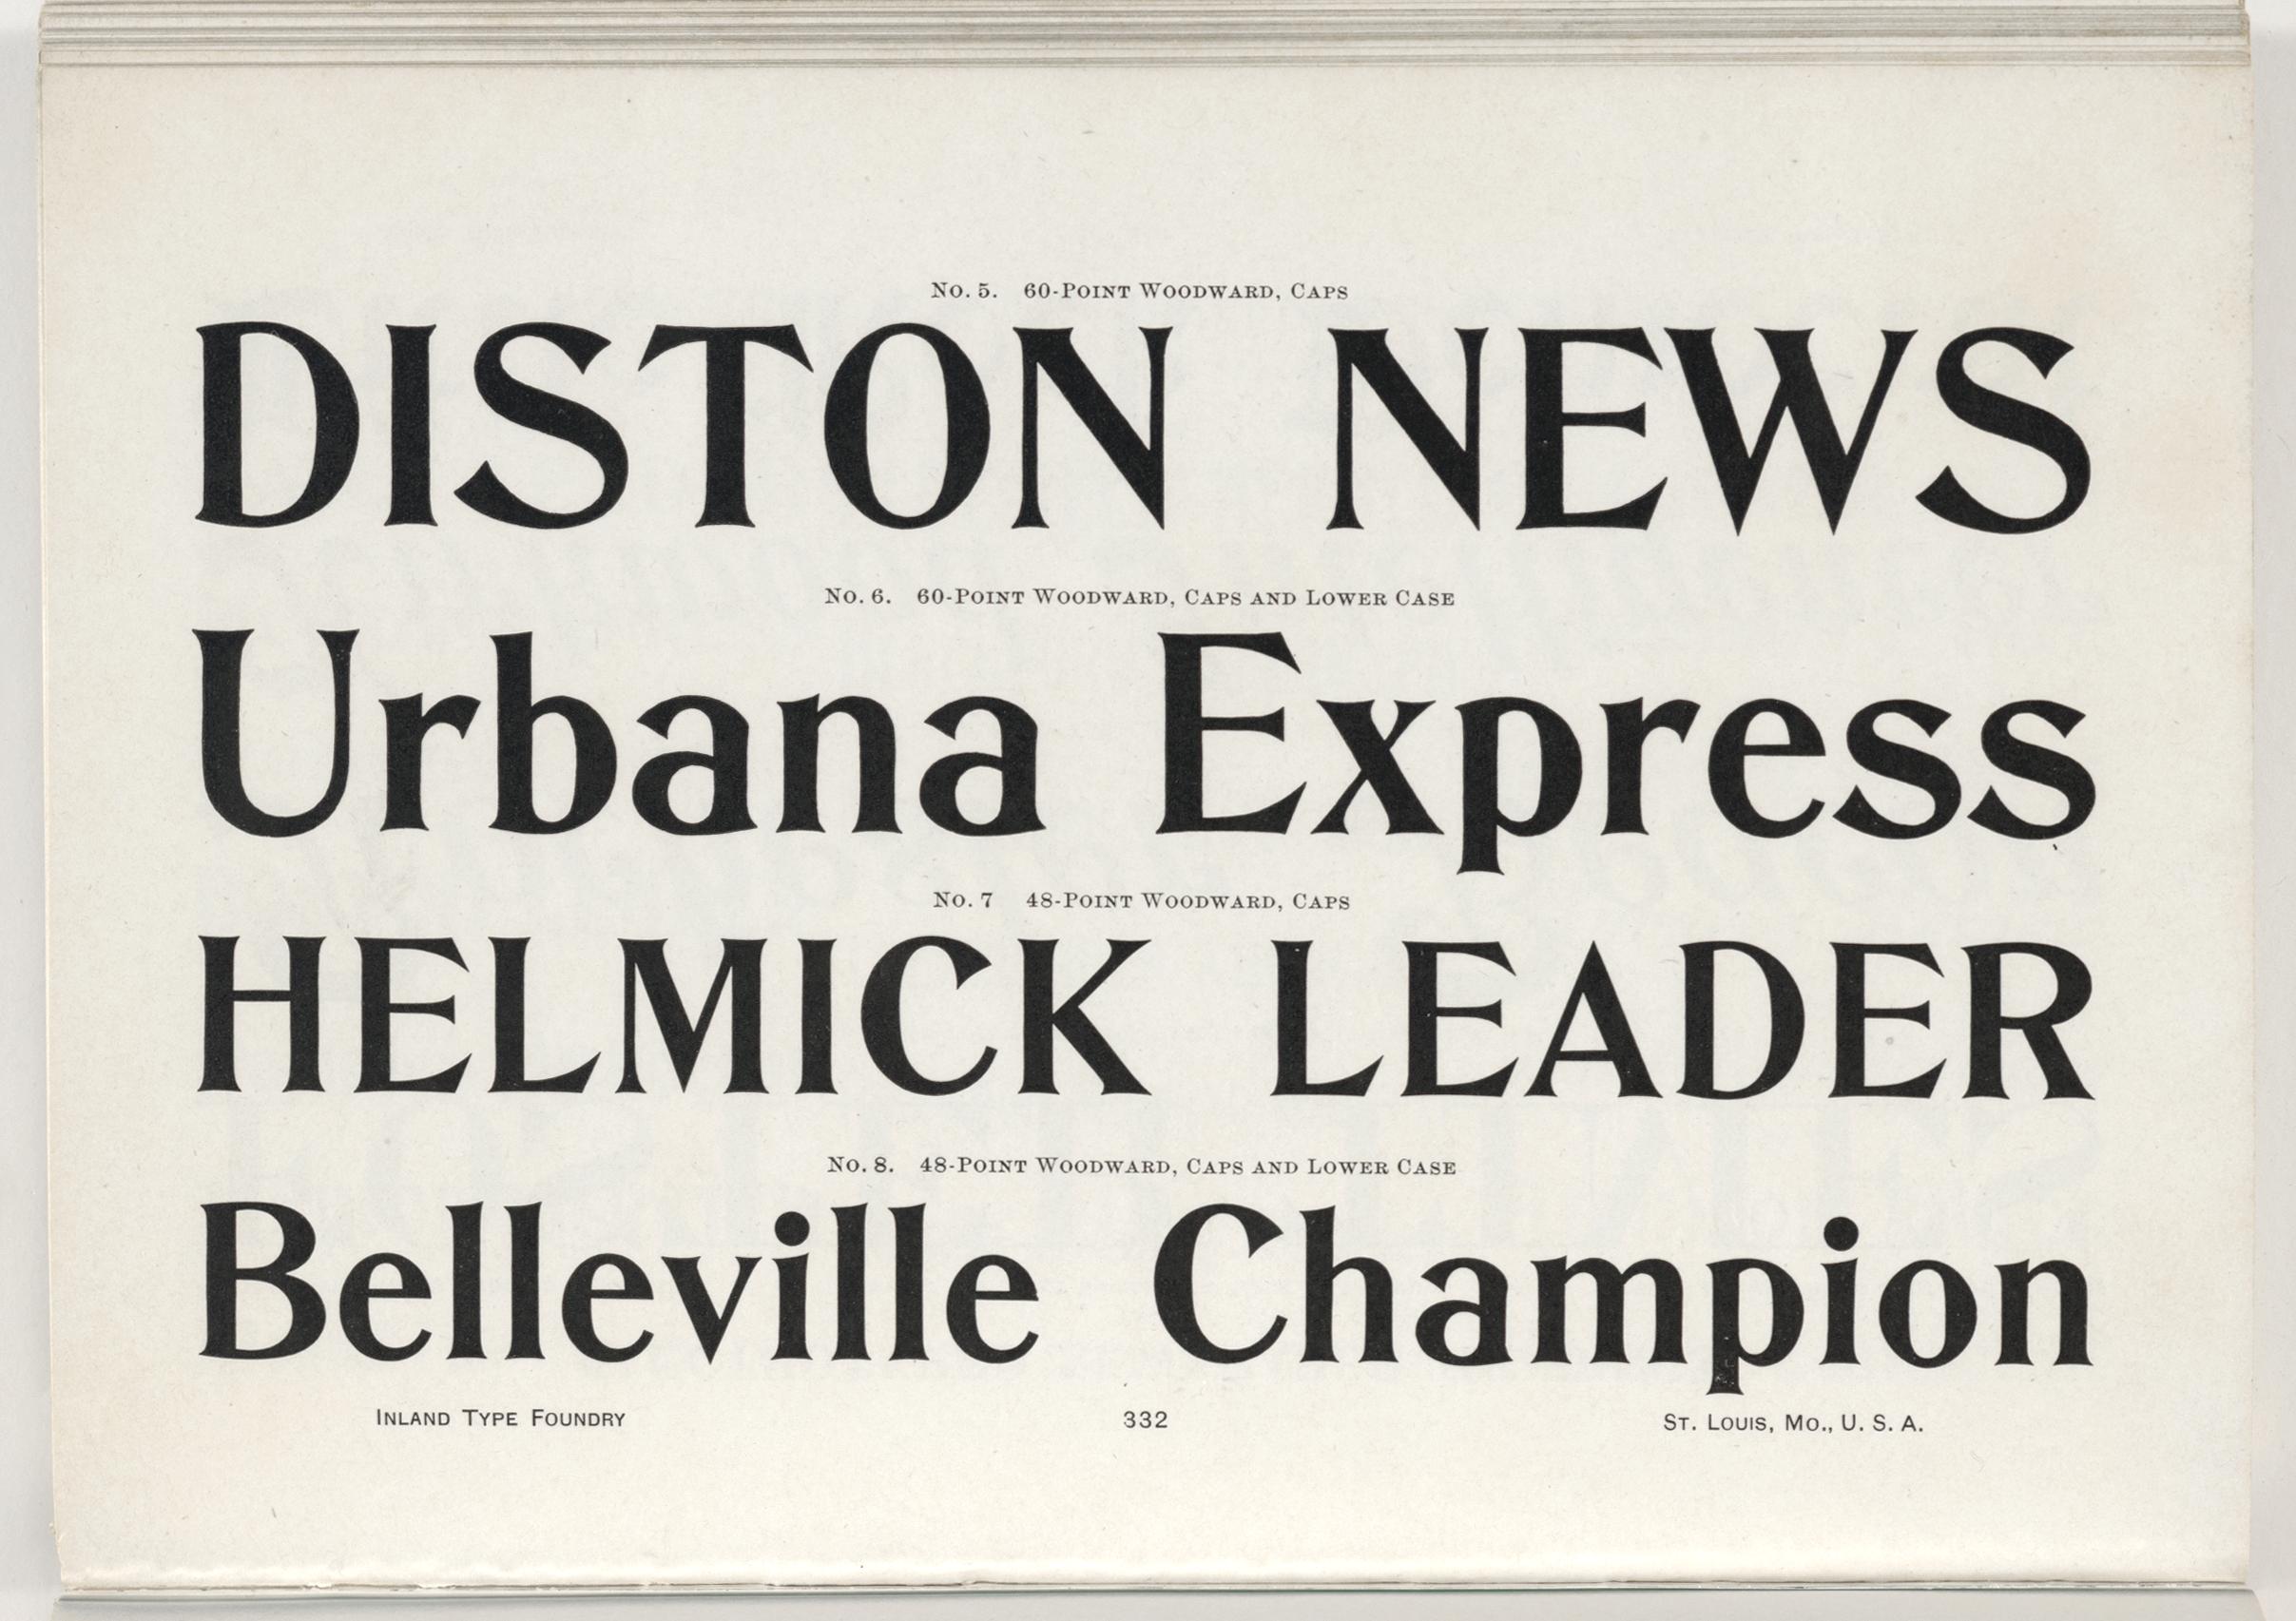 No. 5. 60-Point Woodward, Caps
DISTON NEWS
No. 6. 60-Point Woodward, Caps and Lower Case
Urbana Express
No. 7 48-Point Woodward, Caps
HELMICK LEADER
No. 8. 48-Point Woodward, Caps and Lower Case
Belleville Champion
Inland Type Foundry 332 St. Louis, Mo., U. S. A.